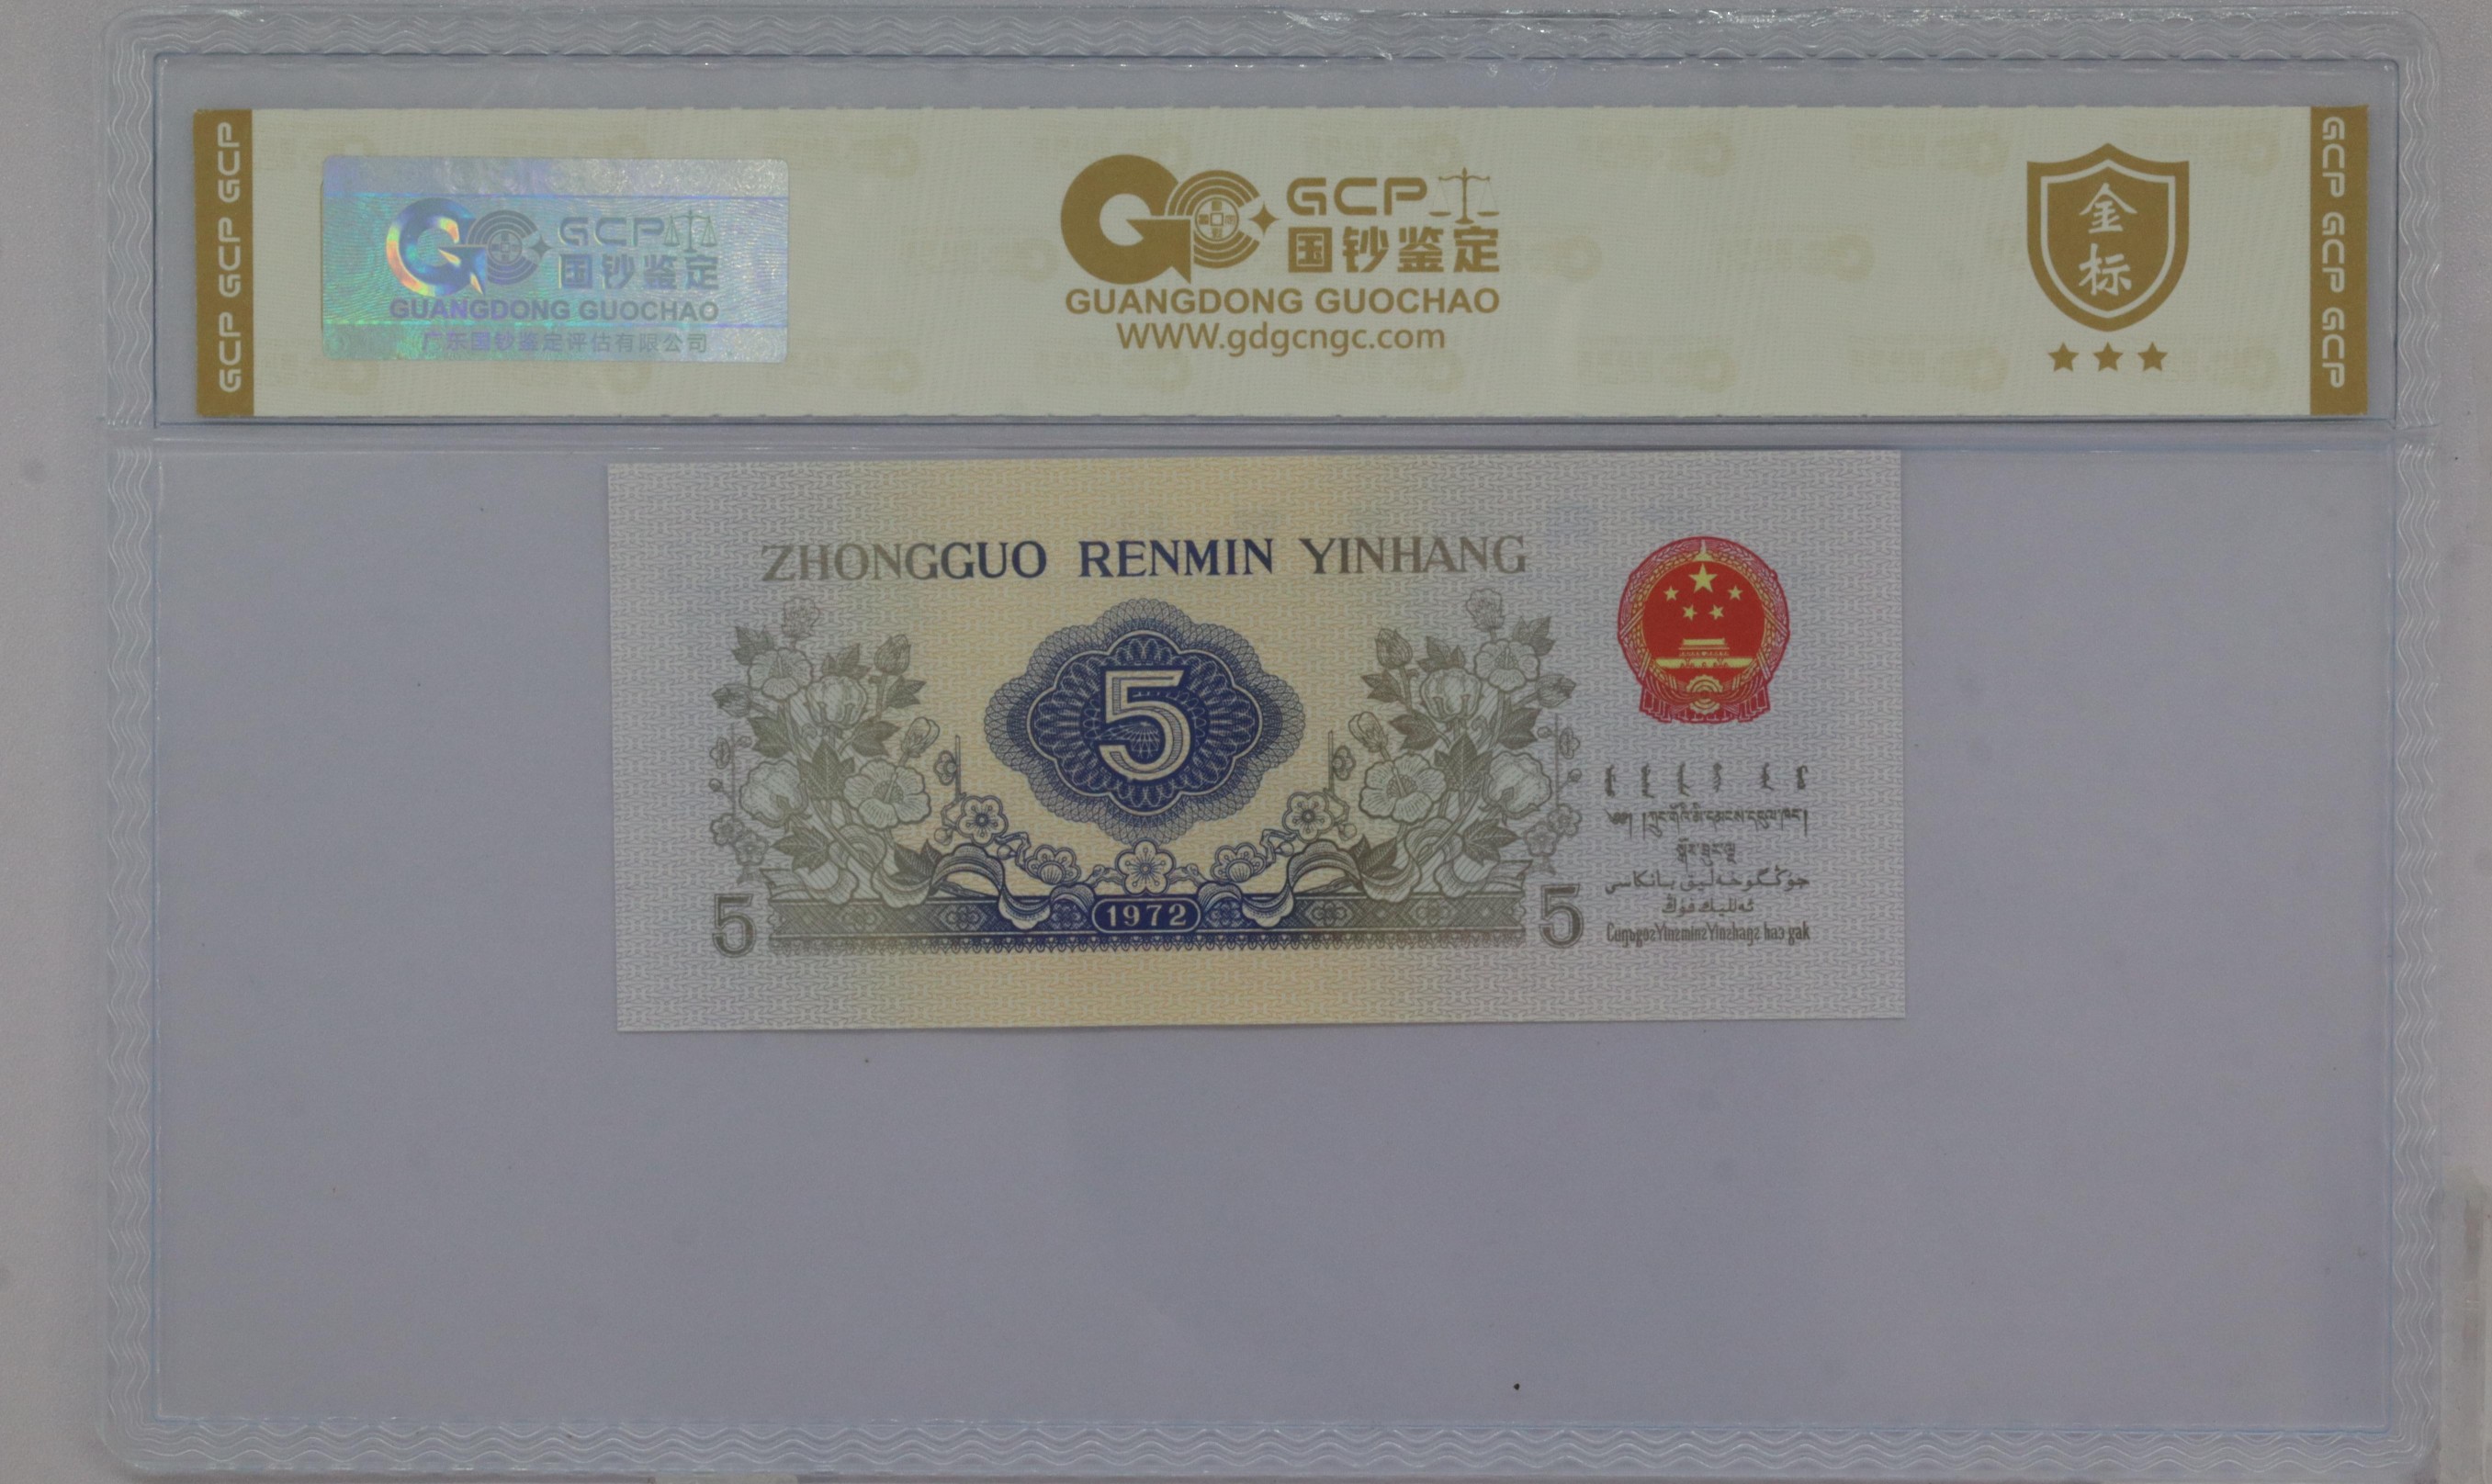 GCP GCP GCP
GCP
国钞鉴定
GUANGDONG GUOCHAO
广东国钞鉴定评估有限公司
GCP
国钞鉴定
GUANGDONG GUOCHAO
WWW.gdgcngc.com
金
标
GCP GCP GCP
ZHONGGUO RENMIN YINHANG
5
1972
5
5
جۇڭگوخەلىق بانكاسى